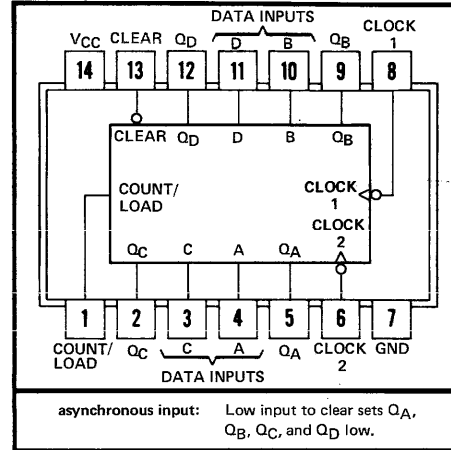 DATA INPUTS
VCC CLEAR QD D B QB CLOCK 1
14 13 12 11 10 9 8
CLEAR QD D B QB
COUNT/
LOAD
CLOCK
1
CLOCK
2
QC C A QA
1 2 3 4 5 6 7
COUNT/
LOAD QC C A QA CLOCK 2 GND
DATA INPUTS
asynchronous input: Low input to clear sets QA,
QB, QC, and QD low.